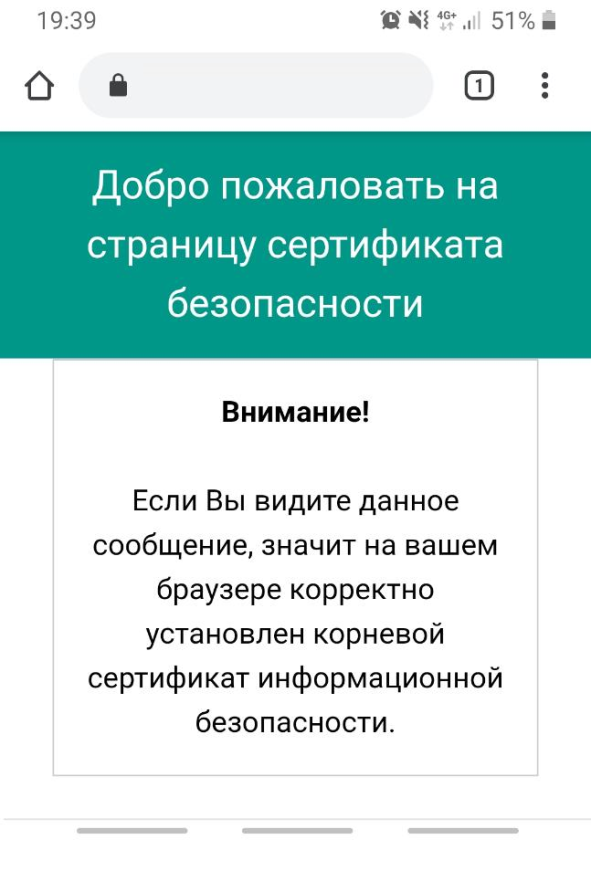 19:39
4G+ 51%
1
Добро пожаловать на
страницу сертификата
безопасности
Внимание!
Если Вы видите данное
сообщение, значит на вашем
браузере корректно
установлен корневой
сертификат информационной
безопасности.